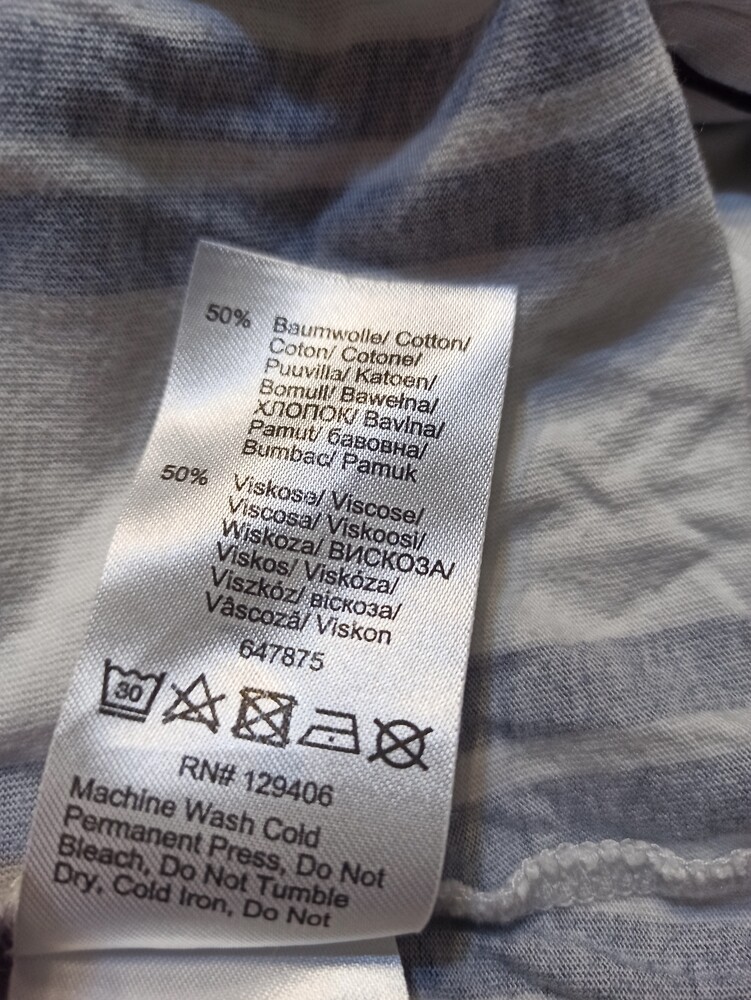 50% Baumwolle/ Cotton/
Coton/ Cotone/
Puuvilla/ Katoen/
Bomull/ Bawełna/
ХЛОПОК/ Bavlna/
Pamut/ бавовна/
Bumbac/ Pamuk
50% Viskose/ Viscose/
Viscosa/ Viskoosi/
Wiskoza/ ВИСКОЗА/
Viskos/ Viskóza/
Viszkóz/ віскоза/
Vâscoză/ Viskon
647875
30
RN# 129406
Machine Wash Cold
Permanent Press, Do Not
Bleach, Do Not Tumble
Dry, Cold Iron, Do Not